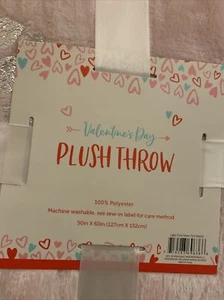 Valentine's Day
PLUSH THROW
100% Polyester
Machine washable, see sew-in label for care method
50in X 60in (127cm X 152cm)